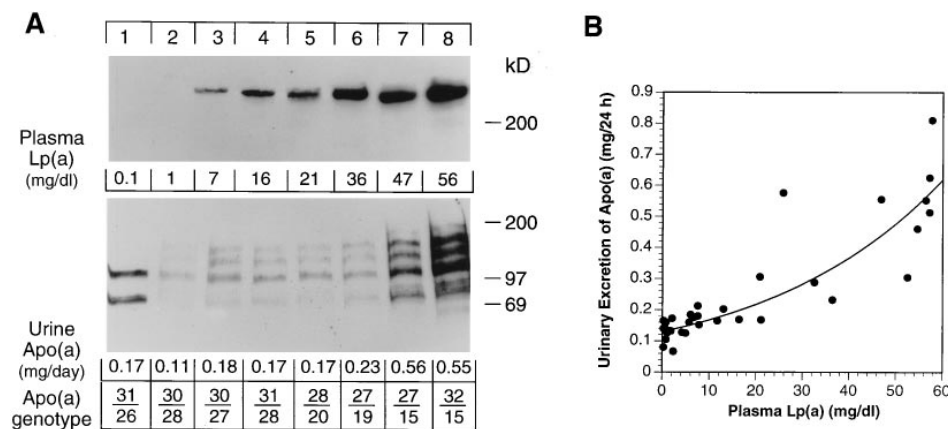 A
1 2 3 4 5 6 7 8
kD
200
Plasma
Lp(a)
(mg/dl)
0.1 1 7 16 21 36 47 56
200
97
69
Urine
Apo(a)
(mg/day)
0.17 0.11 0.18 0.17 0.17 0.23 0.56 0.55
Apo(a)
genotype
31 30 30 31 28 27 27 32
26 28 27 28 20 19 15 15
B
Urinary Excretion of Apo(a) (mg/24 h)
0.9
0.8
0.7
0.6
0.5
0.4
0.3
0.2
0.1
0
0 10 20 30 40 50 60
Plasma Lp(a) (mg/dl)